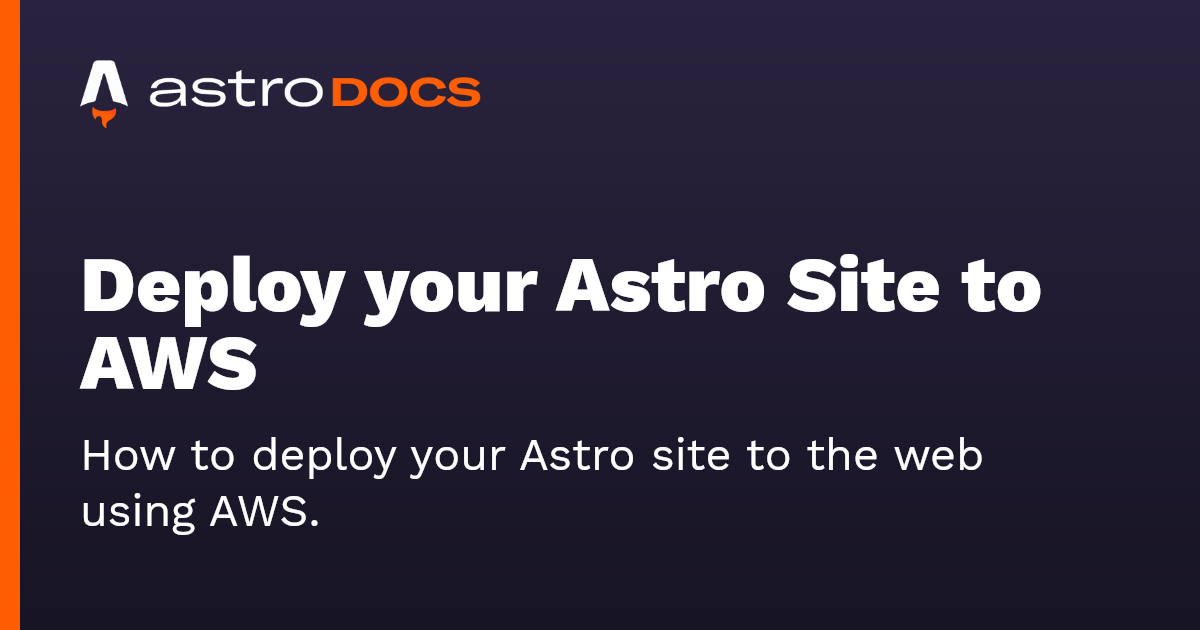 astro DOCS
Deploy your Astro Site to
AWS
How to deploy your Astro site to the web
using AWS.